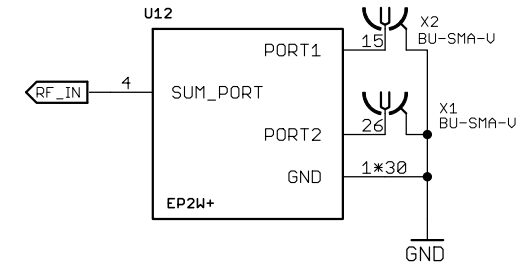 U12
X2
BU-SMA-V
PORT1
15
RF_IN
4
SUM_PORT
X1
BU-SMA-V
PORT2
26
GND
1*30
EP2W+
GND